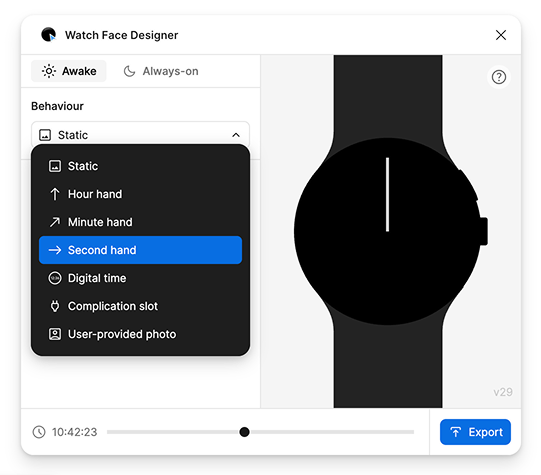 Watch Face Designer
Awake
Always-on
Behaviour
Static
Static
Hour hand
Minute hand
Second hand
Digital time
Complication slot
User-provided photo
v29
10:42:23
Export